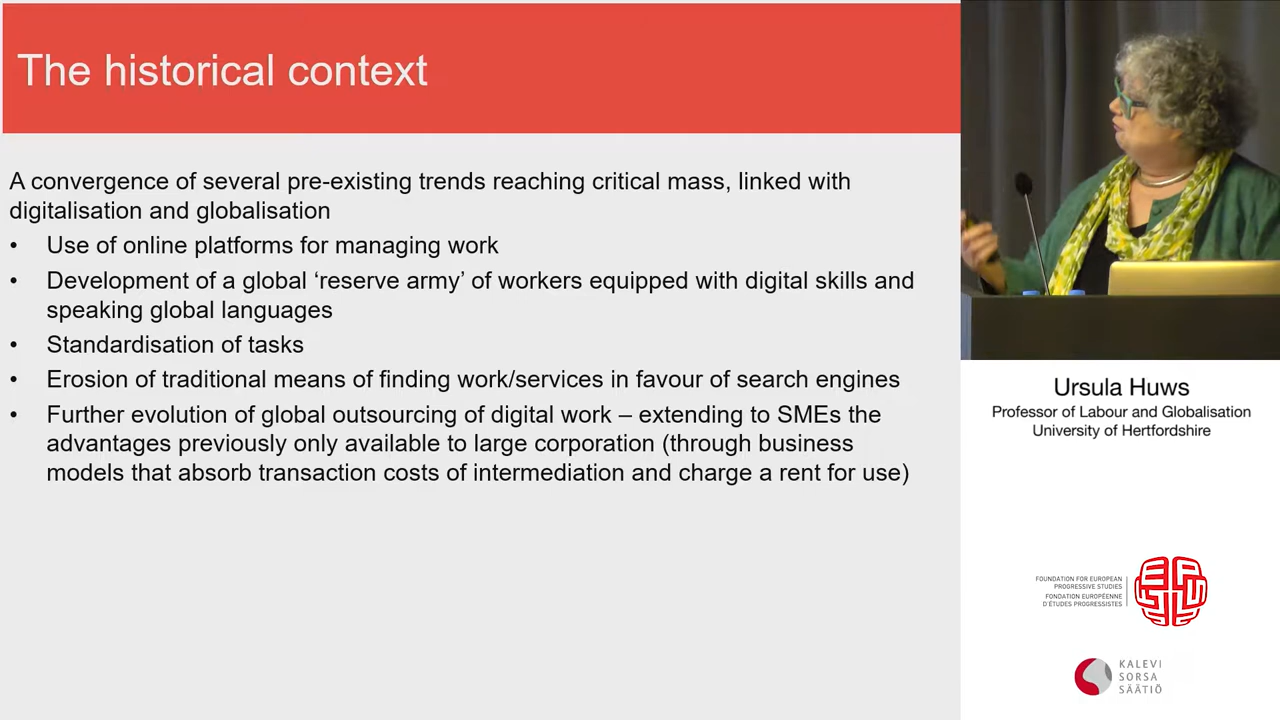 The historical context
A convergence of several pre-existing trends reaching critical mass, linked with
digitalisation and globalisation
• Use of online platforms for managing work
• Development of a global ‘reserve army’ of workers equipped with digital skills and
speaking global languages
• Standardisation of tasks
• Erosion of traditional means of finding work/services in favour of search engines
• Further evolution of global outsourcing of digital work – extending to SMEs the
advantages previously only available to large corporation (through business
models that absorb transaction costs of intermediation and charge a rent for use)
Ursula Huws
Professor of Labour and Globalisation
University of Hertfordshire
FOUNDATION FOR EUROPEAN
PROGRESSIVE STUDIES
FONDATION EUROPÉENNE
D'ÉTUDES PROGRESSISTES
KALEVI
SORSA
SÄÄTIÖ